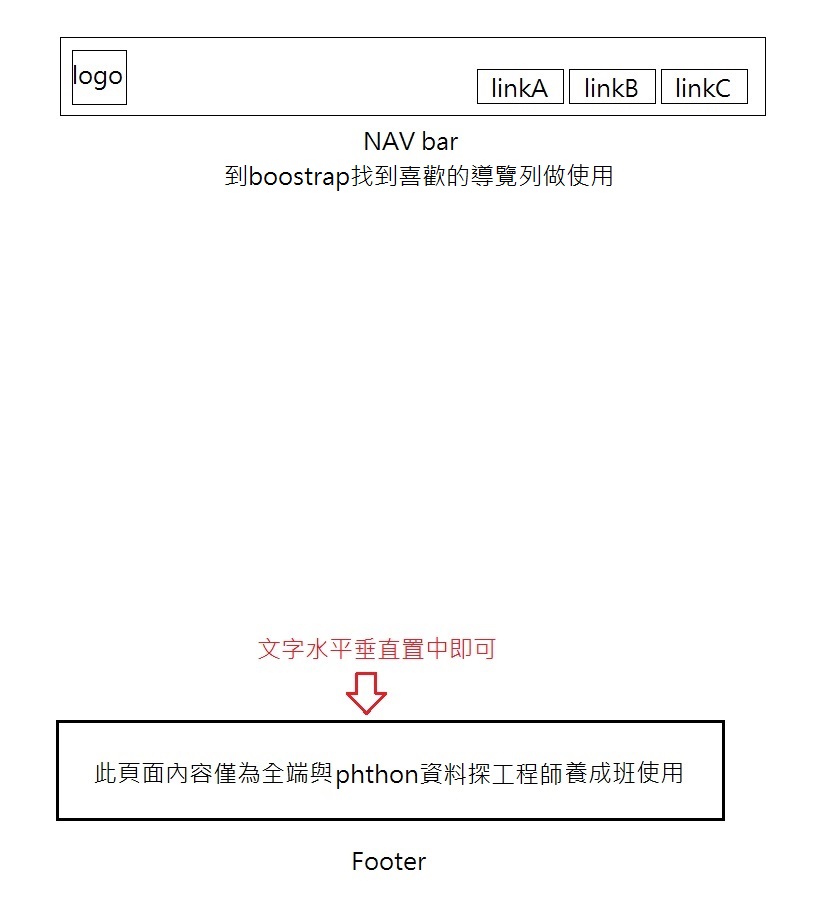 logo
linkA linkB linkC
NAV bar
到boostrap找到喜歡的導覽列做使用
文字水平垂直置中即可
此頁面內容僅為全端與phthon資料探工程師養成班使用
Footer